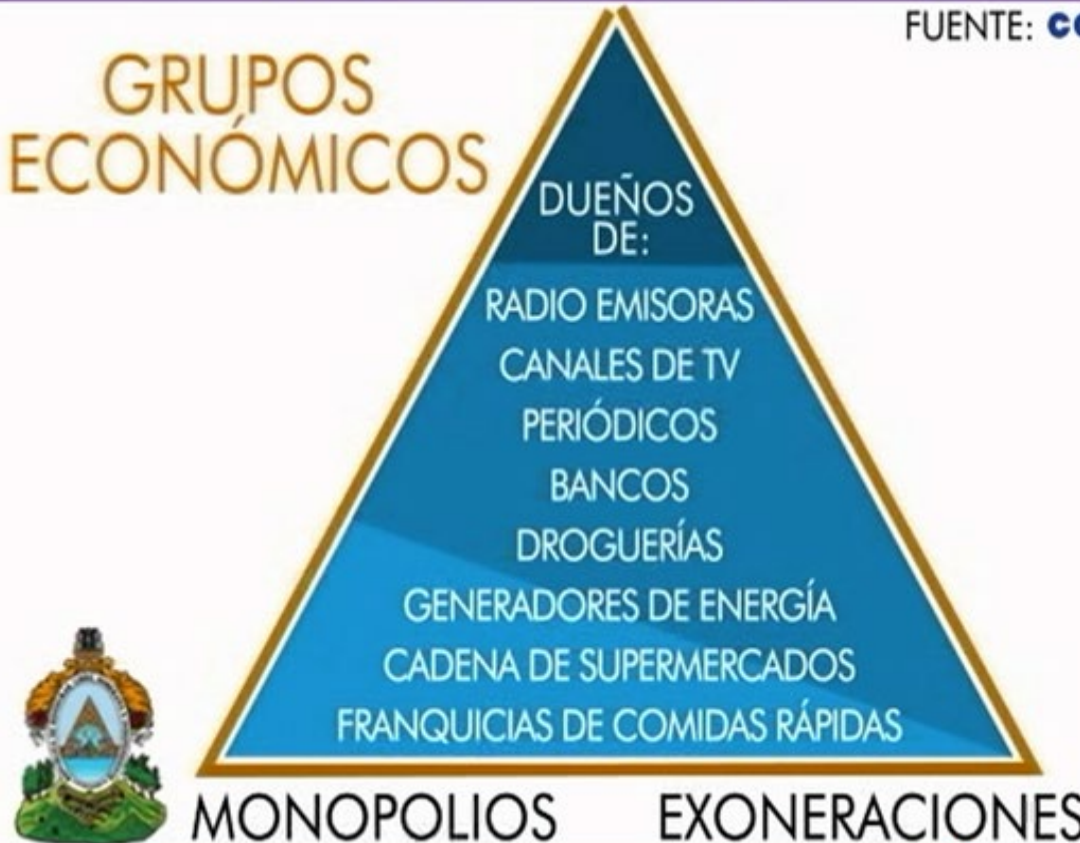 FUENTE:
GRUPOS
ECONÓMICOS
DUEÑOS
DE:
RADIO EMISORAS
CANALES DE TV
PERIÓDICOS
BANCOS
DROGUERÍAS
GENERADORES DE ENERGÍA
CADENA DE SUPERMERCADOS
FRANQUICIAS DE COMIDAS RÁPIDAS
MONOPOLIOS EXONERACIONES